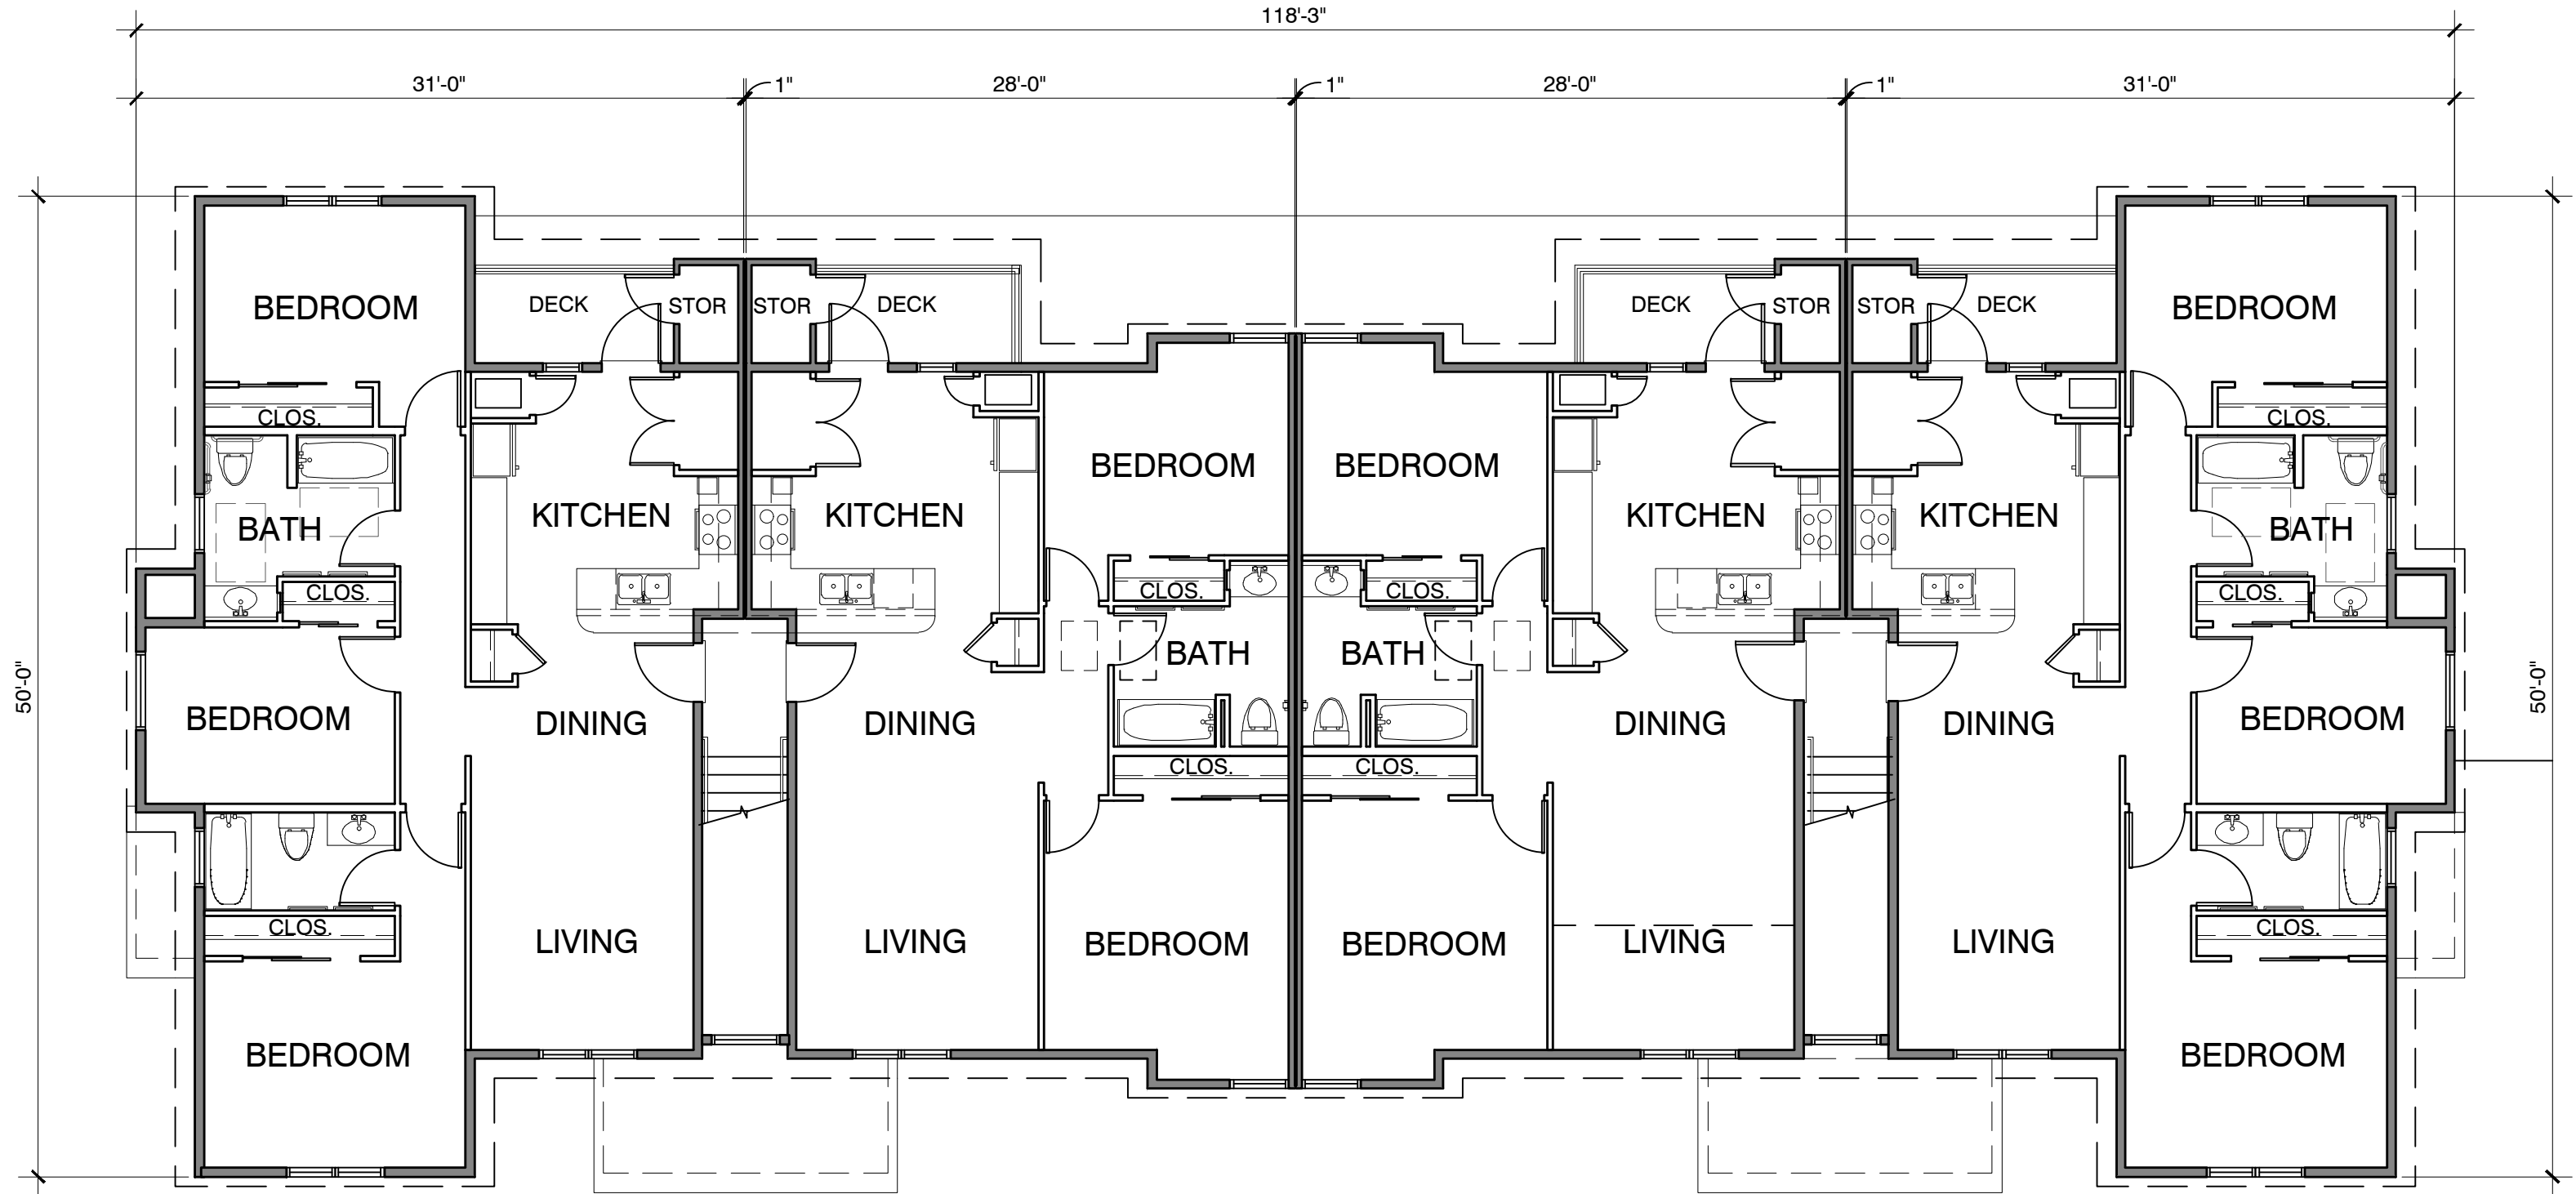 118'-3"
31'-0"
1"
28'-0"
1"
28'-0"
1"
31'-0"
BEDROOM
DECK
STOR
STOR
DECK
DECK
STOR
STOR
DECK
BEDROOM
CLOS.
CLOS.
BEDROOM
BEDROOM
BATH
KITCHEN
KITCHEN
KITCHEN
KITCHEN
BATH
CLOS.
CLOS.
CLOS.
CLOS.
BATH
BATH
50'-0"
50'-0"
BEDROOM
DINING
DINING
DINING
DINING
BEDROOM
CLOS.
CLOS.
CLOS.
CLOS.
LIVING
LIVING
BEDROOM
BEDROOM
LIVING
LIVING
BEDROOM
BEDROOM